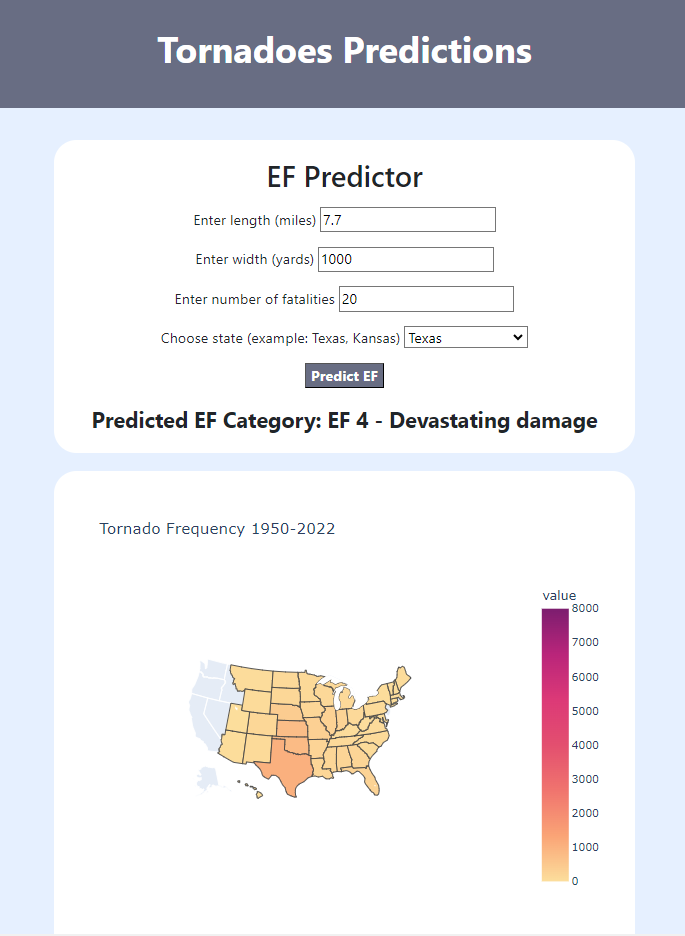 Tornadoes Predictions
EF Predictor
Enter length (miles) 7.7
Enter width (yards) 1000
Enter number of fatalities 20
Choose state (example: Texas, Kansas) Texas
Predict EF
Predicted EF Category: EF 4 - Devastating damage
Tornado Frequency 1950-2022
value
8000
7000
6000
5000
4000
3000
2000
1000
0